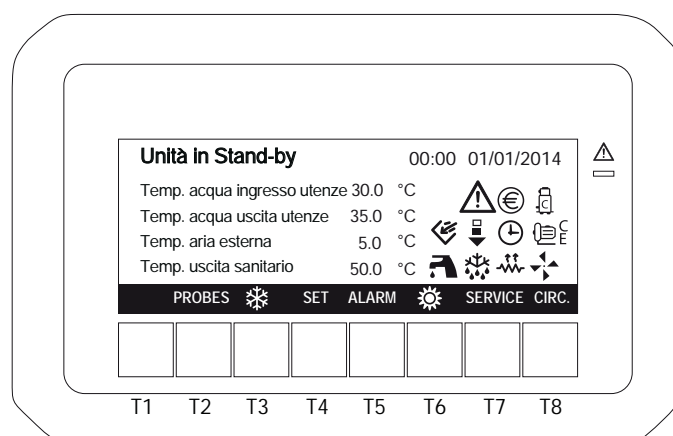 Unità in Stand-by 00:00 01/01/2014
Temp. acqua ingresso utenze 30.0 °C
Temp. acqua uscita utenze 35.0 °C
Temp. aria esterna 5.0 °C
Temp. uscita sanitario 50.0 °C
€ C
C
E
PROBES SET ALARM SERVICE CIRC.
T1 T2 T3 T4 T5 T6 T7 T8